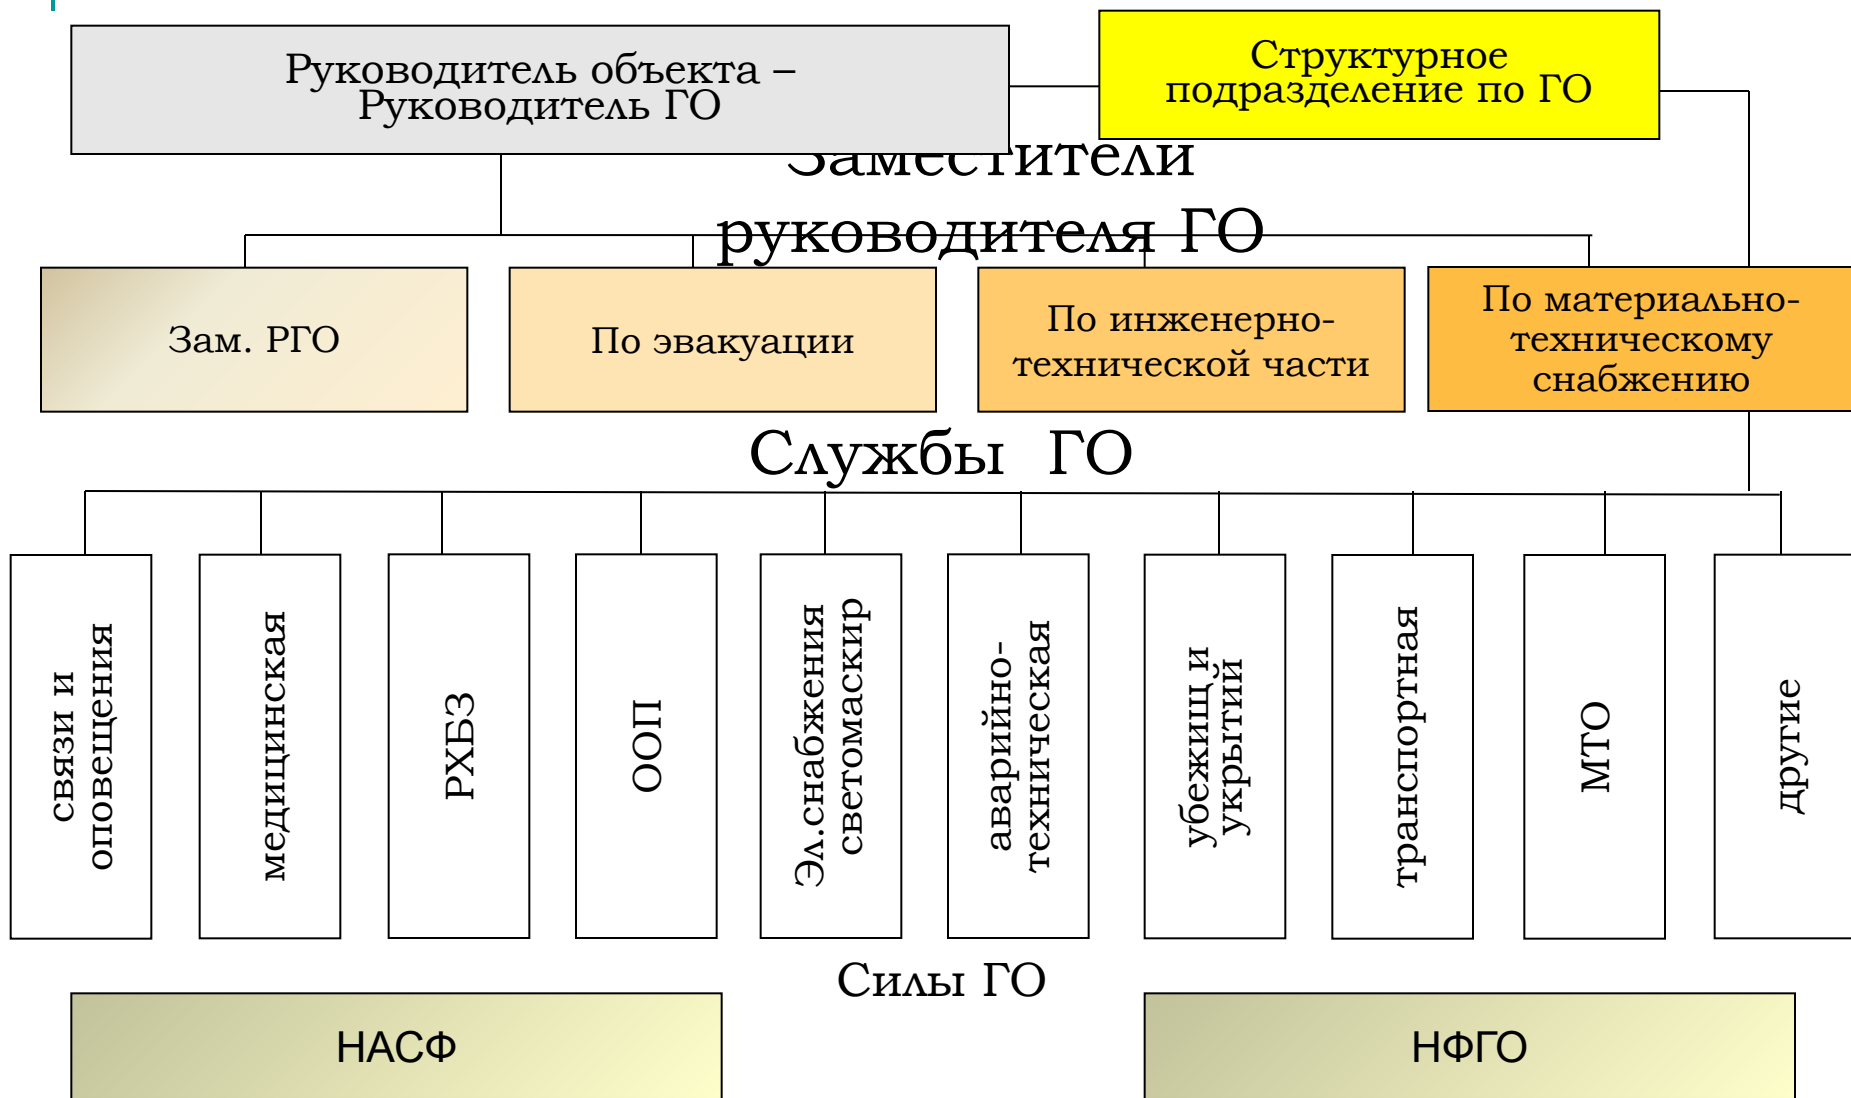 Руководитель объекта –
Руководитель ГО
Структурное
подразделение по ГО
Заместители
руководителя ГО
Зам. РГО
По эвакуации
По инженерно-
технической части
По материально-
техническому
снабжению
Службы ГО
связи и
оповещения
медицинская
РХБЗ
ООП
Эл.снабжения
светомаскир
аварийно-
техническая
убежищ и
укрытий
транспортная
МТО
другие
Силы ГО
НАСФ
НФГО